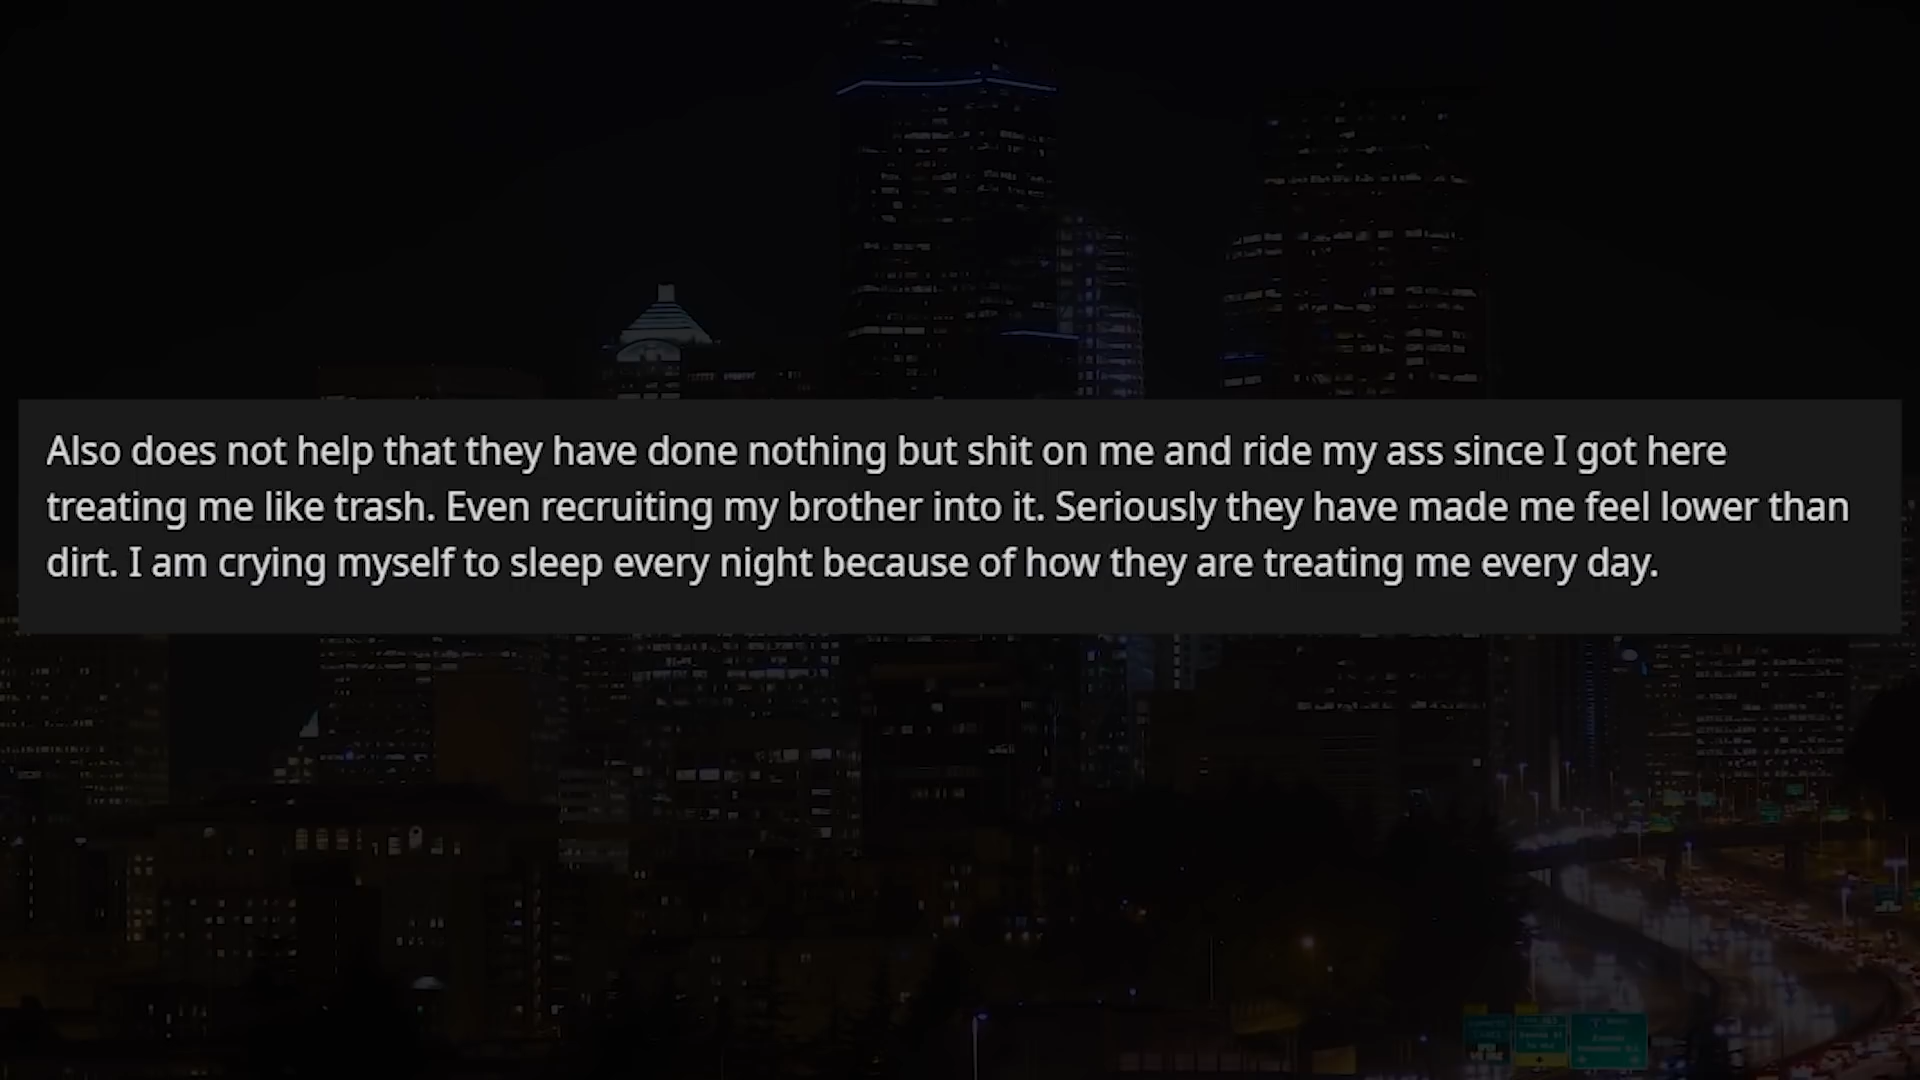 Also does not help that they have done nothing but shit on me and ride my ass since I got here
treating me like trash. Even recruiting my brother into it. Seriously they have made me feel lower than
dirt. I am crying myself to sleep every night because of how they are treating me every day.